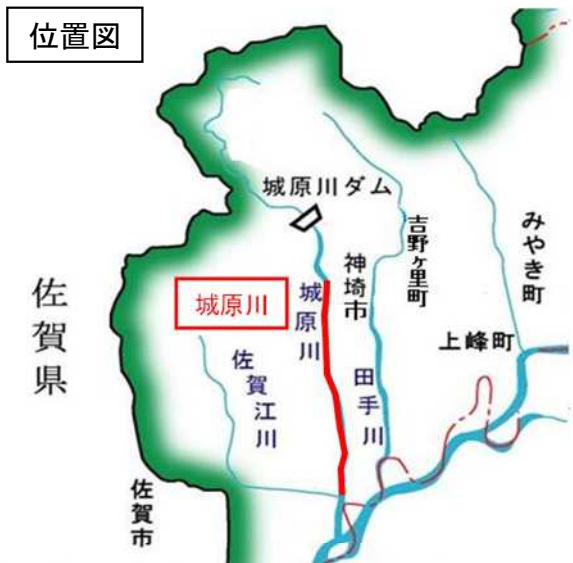 位置図
城原川ダム
吉野ヶ里町
みやき町
神埼市
佐賀県
城原川
城原川
上峰町
佐賀江川
田手川
佐賀市